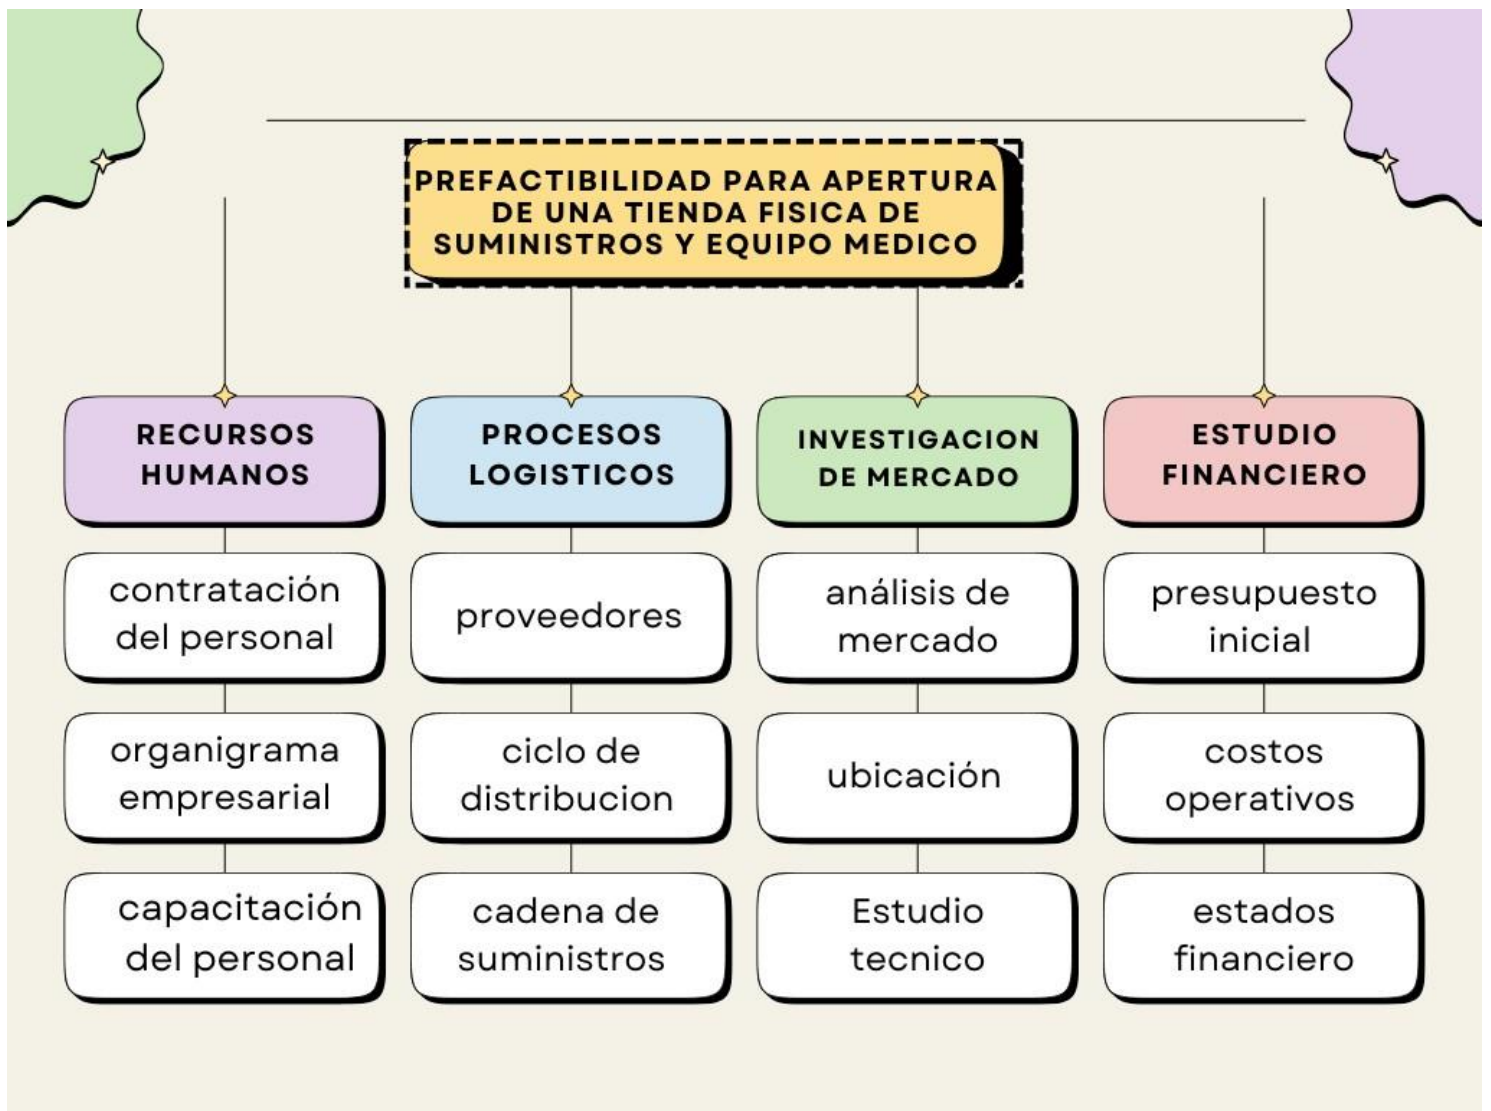 PREFACTIBILIDAD PARA APERTURA
DE UNA TIENDA FISICA DE
SUMINISTROS Y EQUIPO MEDICO
RECURSOS
HUMANOS
contratación
del personal
organigrama
empresarial
capacitación
del personal
PROCESOS
LOGISTICOS
proveedores
ciclo de
distribucion
cadena de
suministros
INVESTIGACION
DE MERCADO
análisis de
mercado
ubicación
Estudio
tecnico
ESTUDIO
FINANCIERO
presupuesto
inicial
costos
operativos
estados
financiero